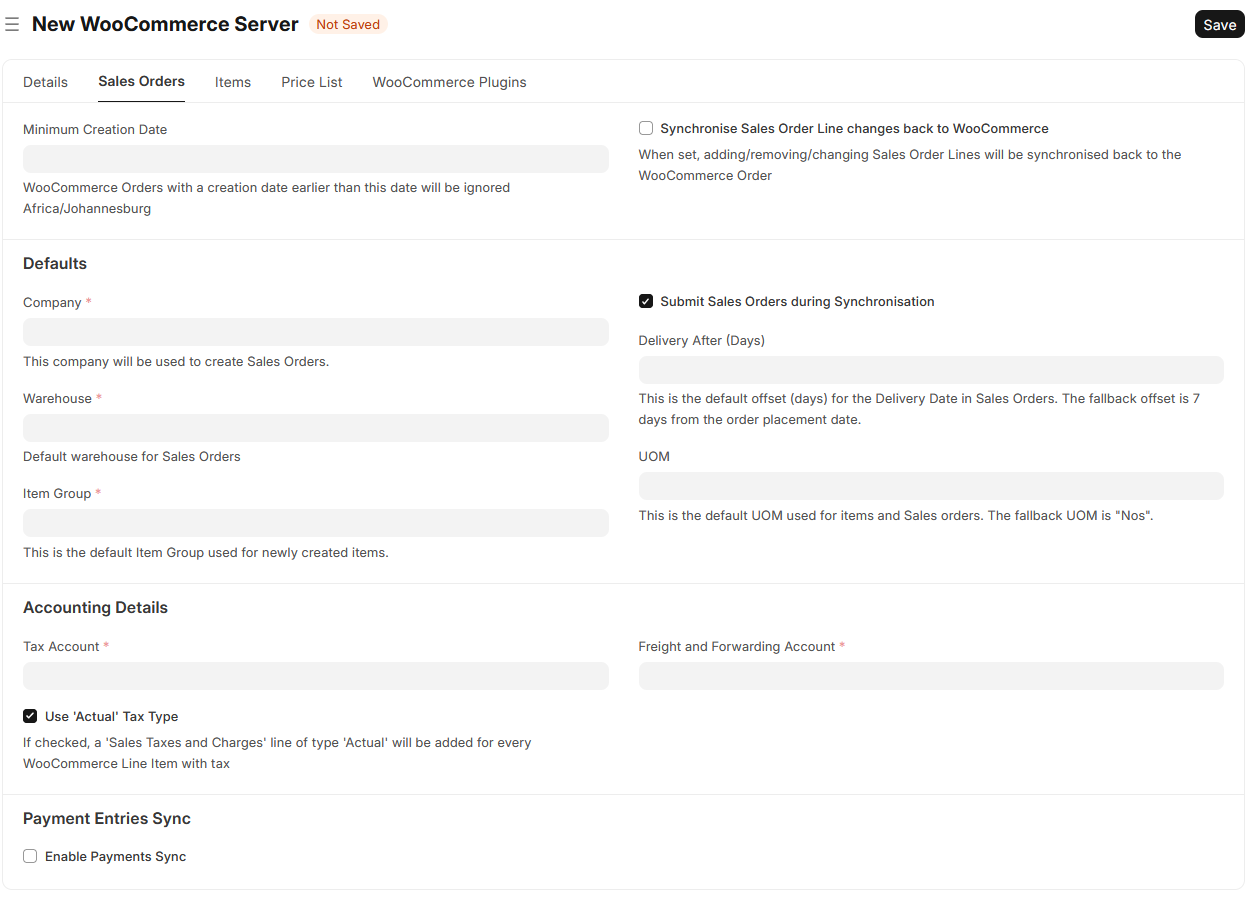 New WooCommerce Server Not Saved Save
Details Sales Orders Items Price List WooCommerce Plugins
Minimum Creation Date
WooCommerce Orders with a creation date earlier than this date will be ignored
Africa/Johannesburg
Synchronise Sales Order Line changes back to WooCommerce
When set, adding/removing/changing Sales Order Lines will be synchronised back to the
WooCommerce Order
Defaults
Company *
This company will be used to create Sales Orders.
Warehouse *
Default warehouse for Sales Orders
Item Group *
This is the default Item Group used for newly created items.
Submit Sales Orders during Synchronisation
Delivery After (Days)
This is the default offset (days) for the Delivery Date in Sales Orders. The fallback offset is 7
days from the order placement date.
UOM
This is the default UOM used for items and Sales orders. The fallback UOM is "Nos".
Accounting Details
Tax Account *
Use 'Actual' Tax Type
If checked, a 'Sales Taxes and Charges' line of type 'Actual' will be added for every
WooCommerce Line Item with tax
Freight and Forwarding Account *
Payment Entries Sync
Enable Payments Sync